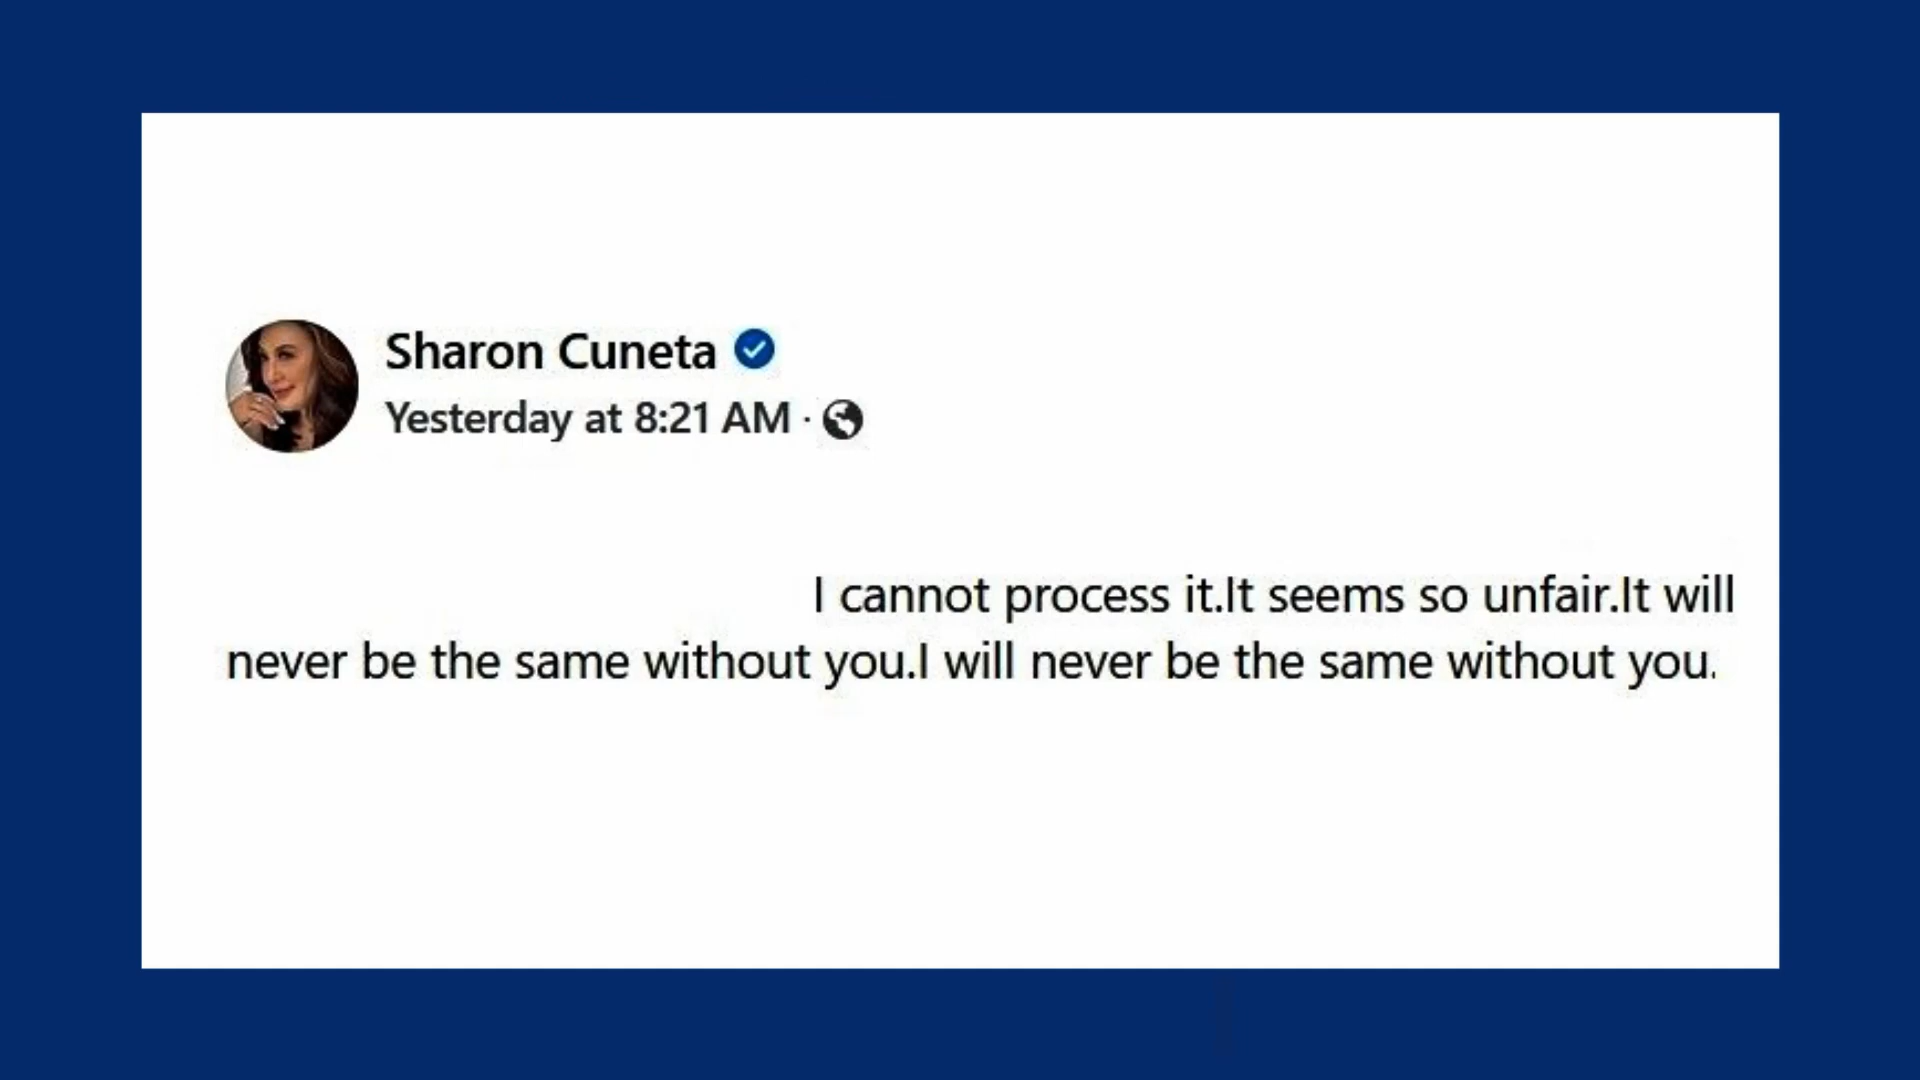 Sharon Cuneta
Yesterday at 8:21 AM ·
I cannot process it.It seems so unfair.It will
never be the same without you.I will never be the same without you.